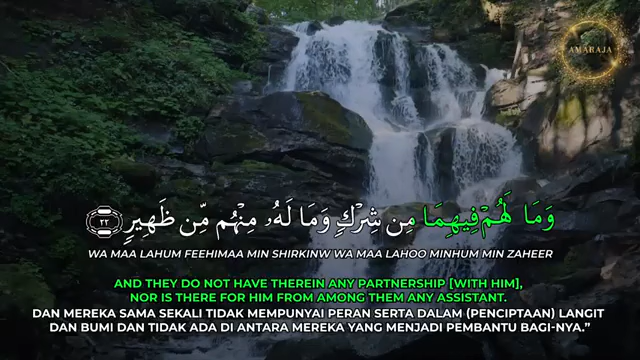 AMARAJA
وَمَا لَهُمْ فِيهِمَا مِن شِرْكٍ وَمَا لَهُۥ مِنْهُم مِّن ظَهِيرٍ ٢٢
WA MAA LAHUM FEEHIMAA MIN SHIRKINW WA MAA LAHOO MINHUM MIN ZAHEER
AND THEY DO NOT HAVE THEREIN ANY PARTNERSHIP [WITH HIM],
NOR IS THERE FOR HIM FROM AMONG THEM ANY ASSISTANT.
DAN MEREKA SAMA SEKALI TIDAK MEMPUNYAI PERAN SERTA DALAM (PENCIPTAAN) LANGIT
DAN BUMI DAN TIDAK ADA DI ANTARA MEREKA YANG MENJADI PEMBANTU BAGI-NYA.”